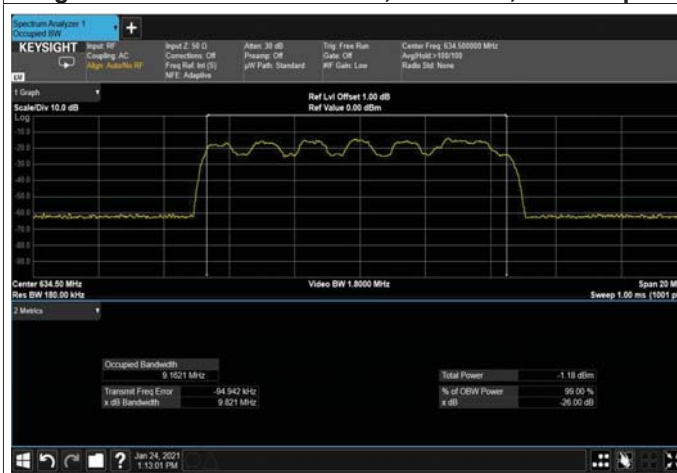 Spectrum Analyzer 1
Occupied BW
+
KEYSIGHT
Input: RF
Coupling: AC
Align: Auto/No RF
Input Z: 50 Ω
Corrections: Off
Freq Ref: Int (S)
NFE: Adaptive
Atten: 30 dB
Preamp: Off
µW Path: Standard
Trig: Free Run
Gate: Off
#IF Gain: Low
Center Freq: 634.500000 MHz
Avg|Hold:>100/100
Radio Std: None
1 Graph
Scale/Div 10.0 dB
Ref Lvl Offset 1.00 dB
Ref Value 0.00 dBm
Log
-10.0
-20.0
-30.0
-40.0
-50.0
-60.0
-70.0
-80.0
-90.0
Center 634.50 MHz
Res BW 180.00 kHz
Video BW 1.8000 MHz
Span 20 M
Sweep 1.00 ms (1001 p
2 Metrics
Occupied Bandwidth
9.1621 MHz
Transmit Freq Error -94.942 kHz
x dB Bandwidth 9.821 MHz
Total Power -1.18 dBm
% of OBW Power 99.00 %
x dB -26.00 dB
Jan 24, 2021
1:13:01 PM